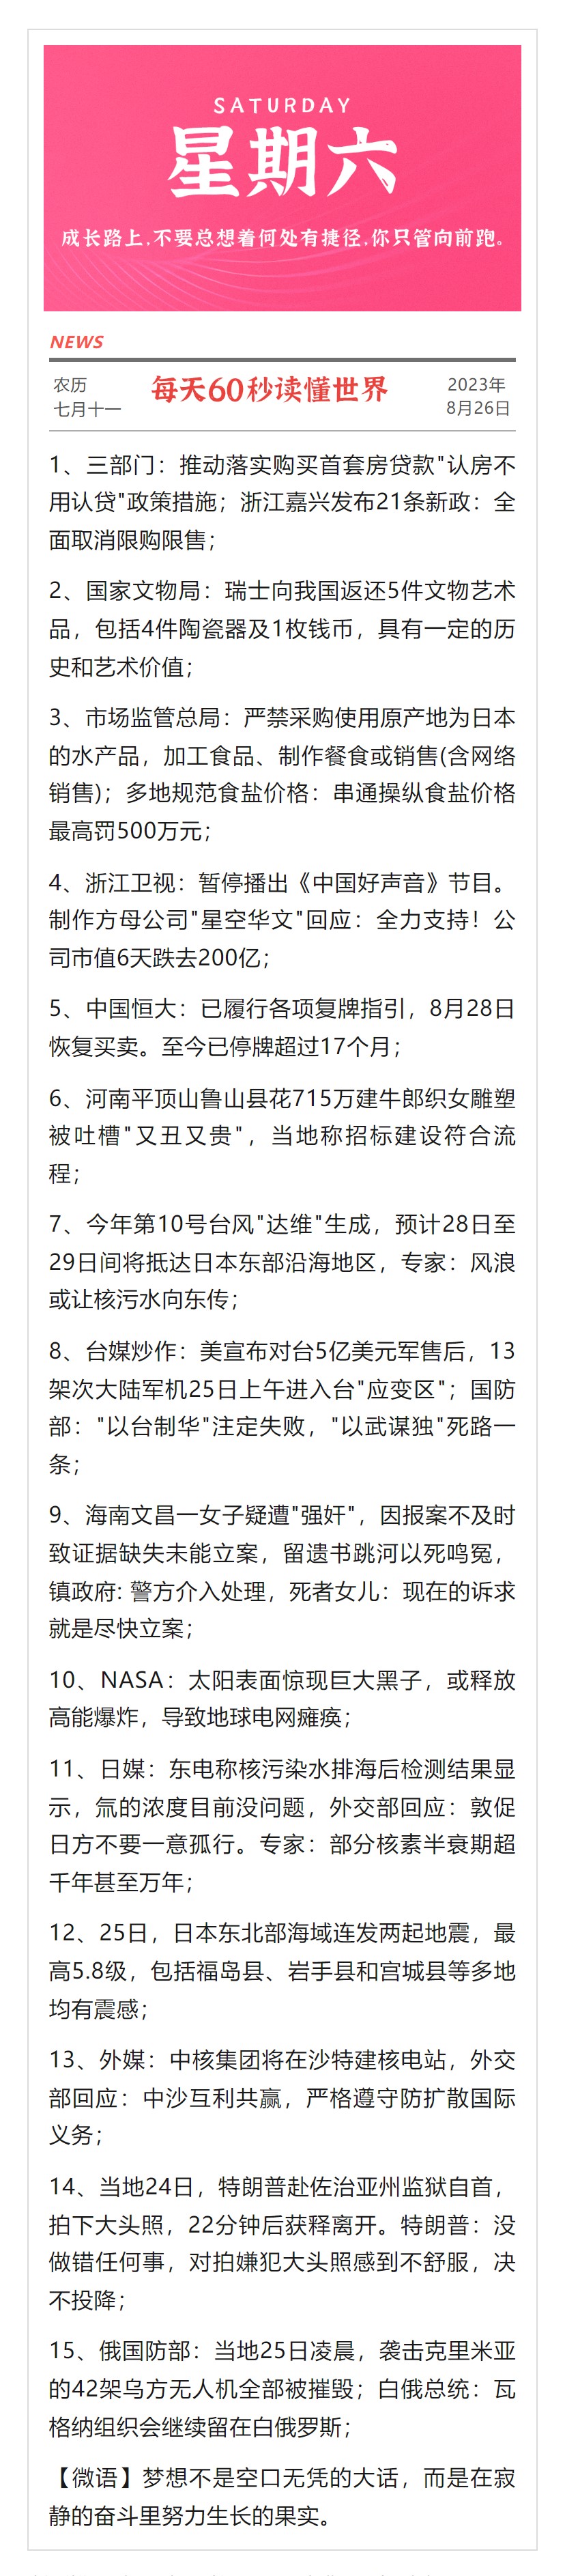 SATURDAY
星期六
成长路上,不要总想着何处有捷径,你只管向前跑。
NEWS
农历
七月十一
每天60秒读懂世界
2023年
8月26日
1、三部门：推动落实购买首套房贷款"认房不
用认贷"政策措施；浙江嘉兴发布21条新政：全
面取消限购限售；
2、国家文物局：瑞士向我国返还5件文物艺术
品，包括4件陶瓷器及1枚钱币，具有一定的历
史和艺术价值；
3、市场监管总局：严禁采购使用原产地为日本
的水产品，加工食品、制作餐食或销售(含网络
销售)；多地规范食盐价格：串通操纵食盐价格
最高罚500万元；
4、浙江卫视：暂停播出《中国好声音》节目。
制作方母公司"星空华文"回应：全力支持！公
司市值6天跌去200亿；
5、中国恒大：已履行各项复牌指引，8月28日
恢复买卖。至今已停牌超过17个月；
6、河南平顶山鲁山县花715万建牛郎织女雕塑
被吐槽"又丑又贵"，当地称招标建设符合流
程；
7、今年第10号台风"达维"生成，预计28日至
29日间将抵达日本东部沿海地区，专家：风浪
或让核污水向东传；
8、台媒炒作：美宣布对台5亿美元军售后，13
架次大陆军机25日上午进入台"应变区"；国防
部："以台制华"注定失败，"以武谋独"死路一
条；
9、海南文昌一女子疑遭"强奸"，因报案不及时
致证据缺失未能立案，留遗书跳河以死鸣冤，
镇政府: 警方介入处理，死者女儿：现在的诉求
就是尽快立案；
10、NASA：太阳表面惊现巨大黑子，或释放
高能爆炸，导致地球电网瘫痪；
11、日媒：东电称核污染水排海后检测结果显
示，氚的浓度目前没问题，外交部回应：敦促
日方不要一意孤行。专家：部分核素半衰期超
千年甚至万年；
12、25日，日本东北部海域连发两起地震，最
高5.8级，包括福岛县、岩手县和宫城县等多地
均有震感；
13、外媒：中核集团将在沙特建核电站，外交
部回应：中沙互利共赢，严格遵守防扩散国际
义务；
14、当地24日，特朗普赴佐治亚州监狱自首，
拍下大头照，22分钟后获释离开。特朗普：没
做错任何事，对拍嫌犯大头照感到不舒服，决
不投降；
15、俄国防部：当地25日凌晨，袭击克里米亚
的42架乌方无人机全部被摧毁；白俄总统：瓦
格纳组织会继续留在白俄罗斯；
【微语】梦想不是空口无凭的大话，而是在寂
静的奋斗里努力生长的果实。